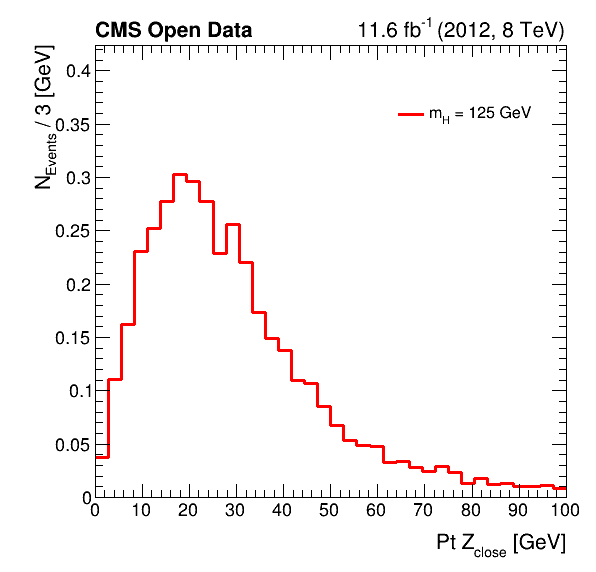 CMS Open Data
11.6 fb-1 (2012, 8 TeV)
NEvents / 3 [GeV]
mH = 125 GeV
0.4
0.35
0.3
0.25
0.2
0.15
0.1
0.05
0
0 10 20 30 40 50 60 70 80 90 100
Pt Zclose [GeV]